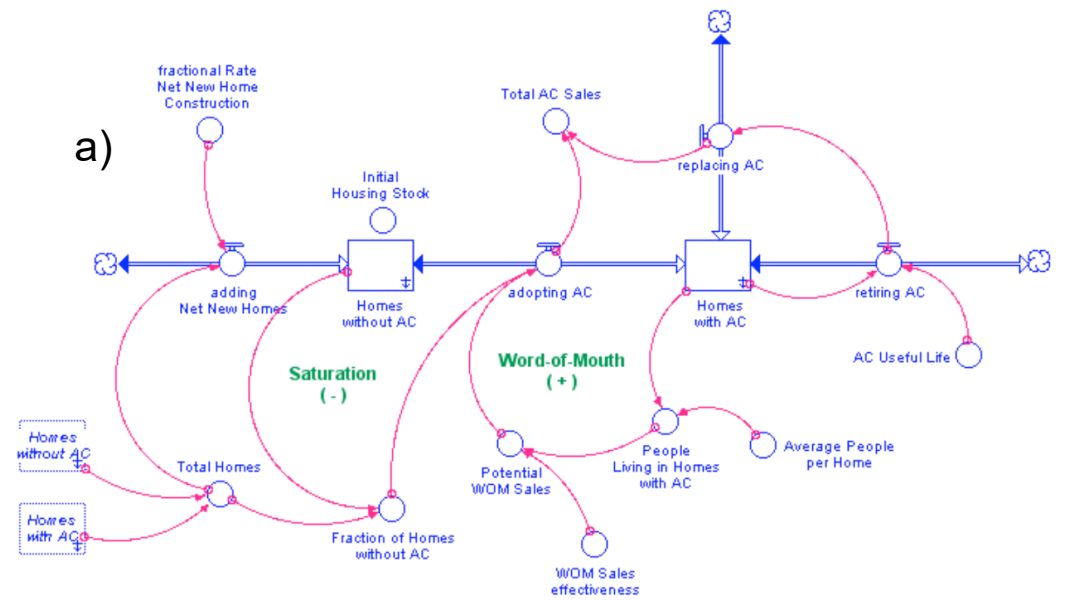 fractional Rate
Net New Home
Construction
a)
Total AC Sales
replacing AC
Initial
Housing Stock
adding
Net New Homes
Homes
without AC
adopting AC
Homes
with AC
retiring AC
AC Useful Life
Saturation
( - )
Word-of-Mouth
( + )
Homes
without AC
Homes
with AC
Total Homes
Fraction of Homes
without AC
Potential
WOM Sales
People
Living in Homes
with AC
Average People
per Home
WOM Sales
effectiveness